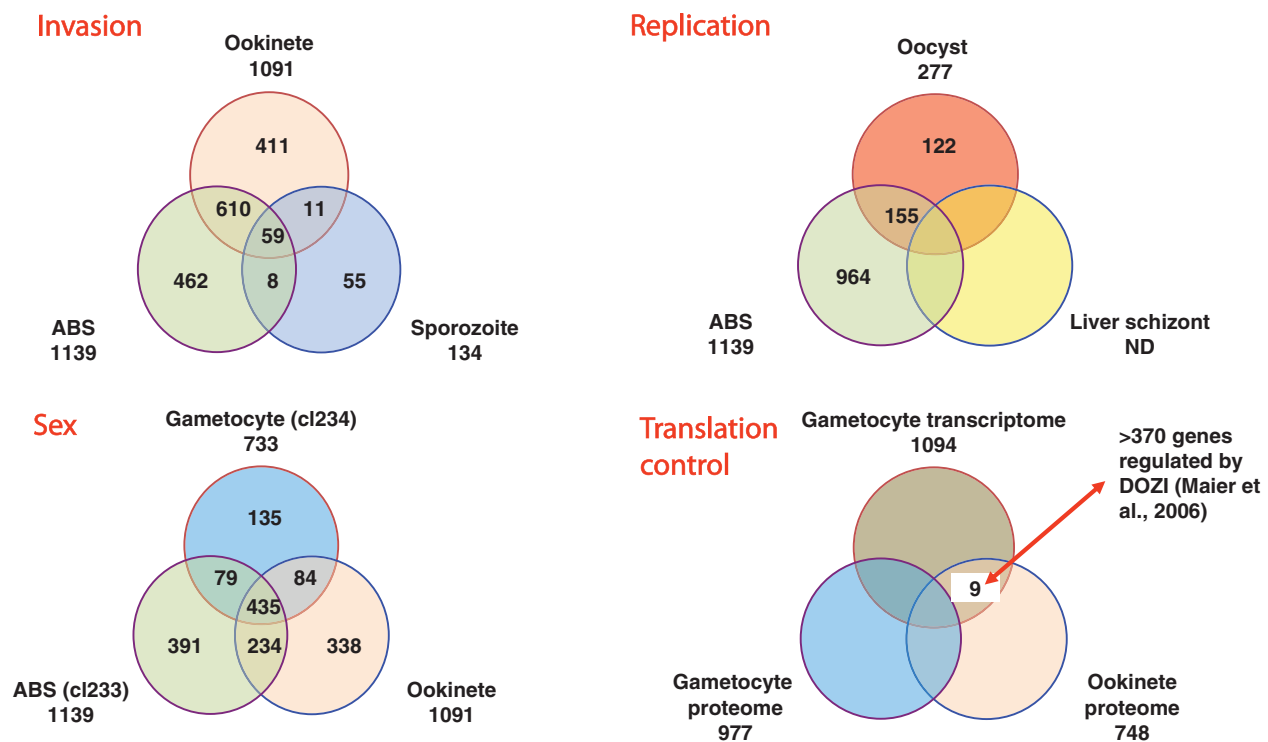 Invasion
Ookinete
1091
411
610
11
59
462
8
55
ABS
1139
Sporozoite
134
Replication
Oocyst
277
122
155
964
ABS
1139
Liver schizont
ND
Sex
Gametocyte (cl234)
733
135
79
84
435
391
234
338
ABS (cl233)
1139
Ookinete
1091
Translation
control
Gametocyte transcriptome
1094
>370 genes
regulated by
DOZI (Maier et
al., 2006)
9
Gametocyte
proteome
977
Ookinete
proteome
748